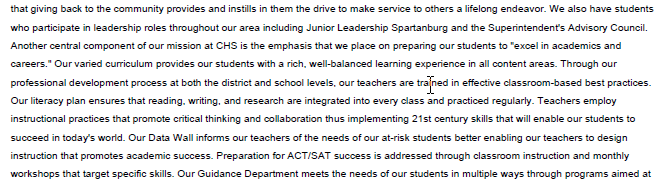 that giving back to the community provides and instills in them the drive to make service to others a lifelong endeavor. We also have students
who participate in leadership roles throughout our area including Junior Leadership Spartanburg and the Superintendent's Advisory Council.
Another central component of our mission at CHS is the emphasis that we place on preparing our students to "excel in academics and
careers." Our varied curriculum provides our students with a rich, well-balanced learning experience in all content areas. Through our
professional development process at both the district and school levels, our teachers are trained in effective classroom-based best practices.
Our literacy plan ensures that reading, writing, and research are integrated into every class and practiced regularly. Teachers employ
instructional practices that promote critical thinking and collaboration thus implementing 21st century skills that will enable our students to
succeed in today's world. Our Data Wall informs our teachers of the needs of our at-risk students better enabling our teachers to design
instruction that promotes academic success. Preparation for ACT/SAT success is addressed through classroom instruction and monthly
workshops that target specific skills. Our Guidance Department meets the needs of our students in multiple ways through programs aimed at